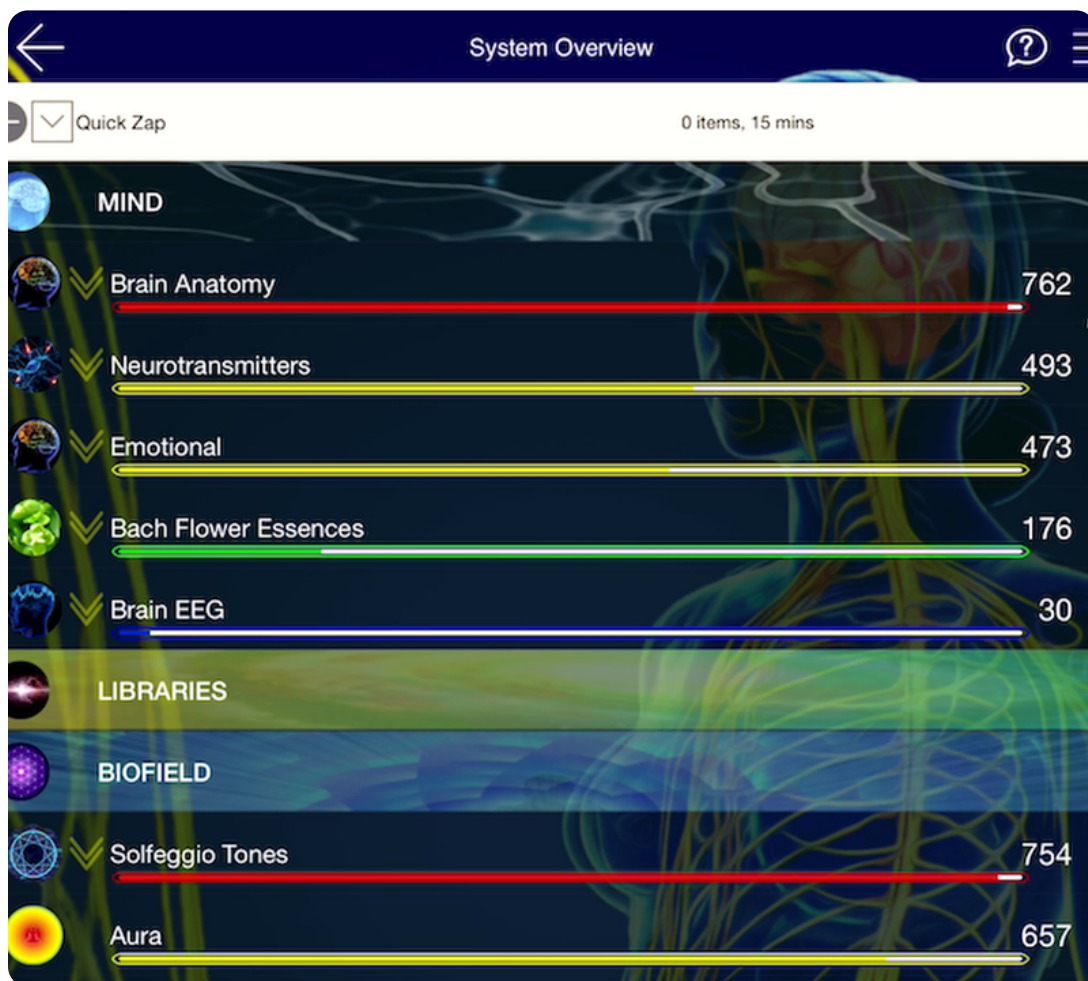 System Overview
Quick Zap 0 items, 15 mins
MIND
Brain Anatomy 762
Neurotransmitters 493
Emotional 473
Bach Flower Essences 176
Brain EEG 30
LIBRARIES
BIOFIELD
Solfeggio Tones 754
Aura 657